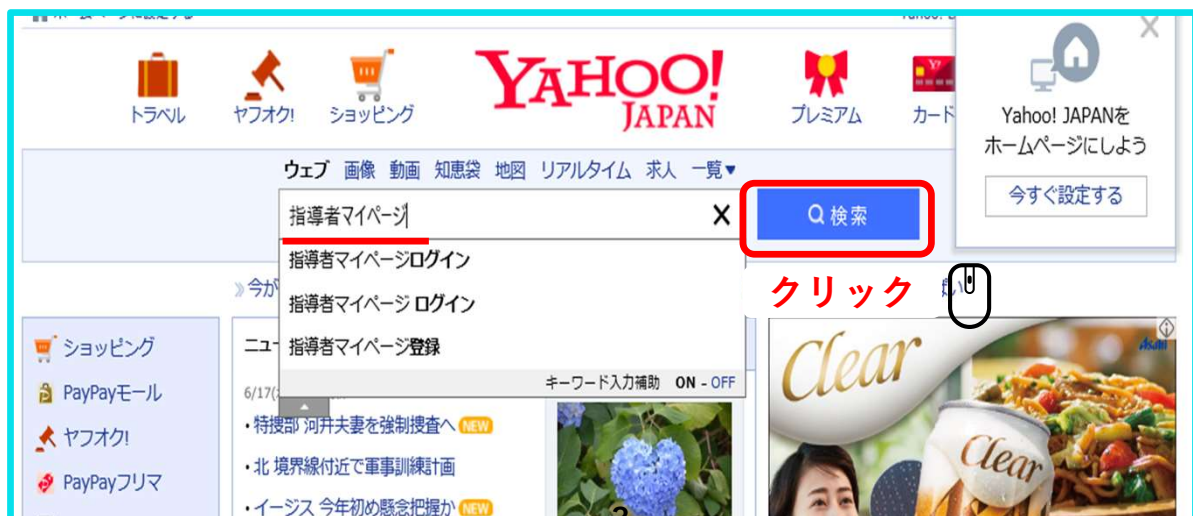 トラベル
ヤフオク!
ショッピング
YAHOO!
JAPAN
プレミアム
カード
Yahoo! JAPANを
ホームページにしよう
今すぐ設定する
ウェブ 画像 動画 知恵袋 地図 リアルタイム 求人 一覧▼
指導者マイページ
検索
指導者マイページログイン
指導者マイページ ログイン
指導者マイページ登録
キーワード入力補助 ON - OFF
クリック
今が
ショッピング
PayPayモール
ヤフオク!
PayPayフリマ
ニュー
6/17(
・特捜部 河井夫妻を強制捜査へ NEW
・北 境界線付近で軍事訓練計画
・イージス 今年初め懸念把握か NEW
Clear
Asahi
Clear